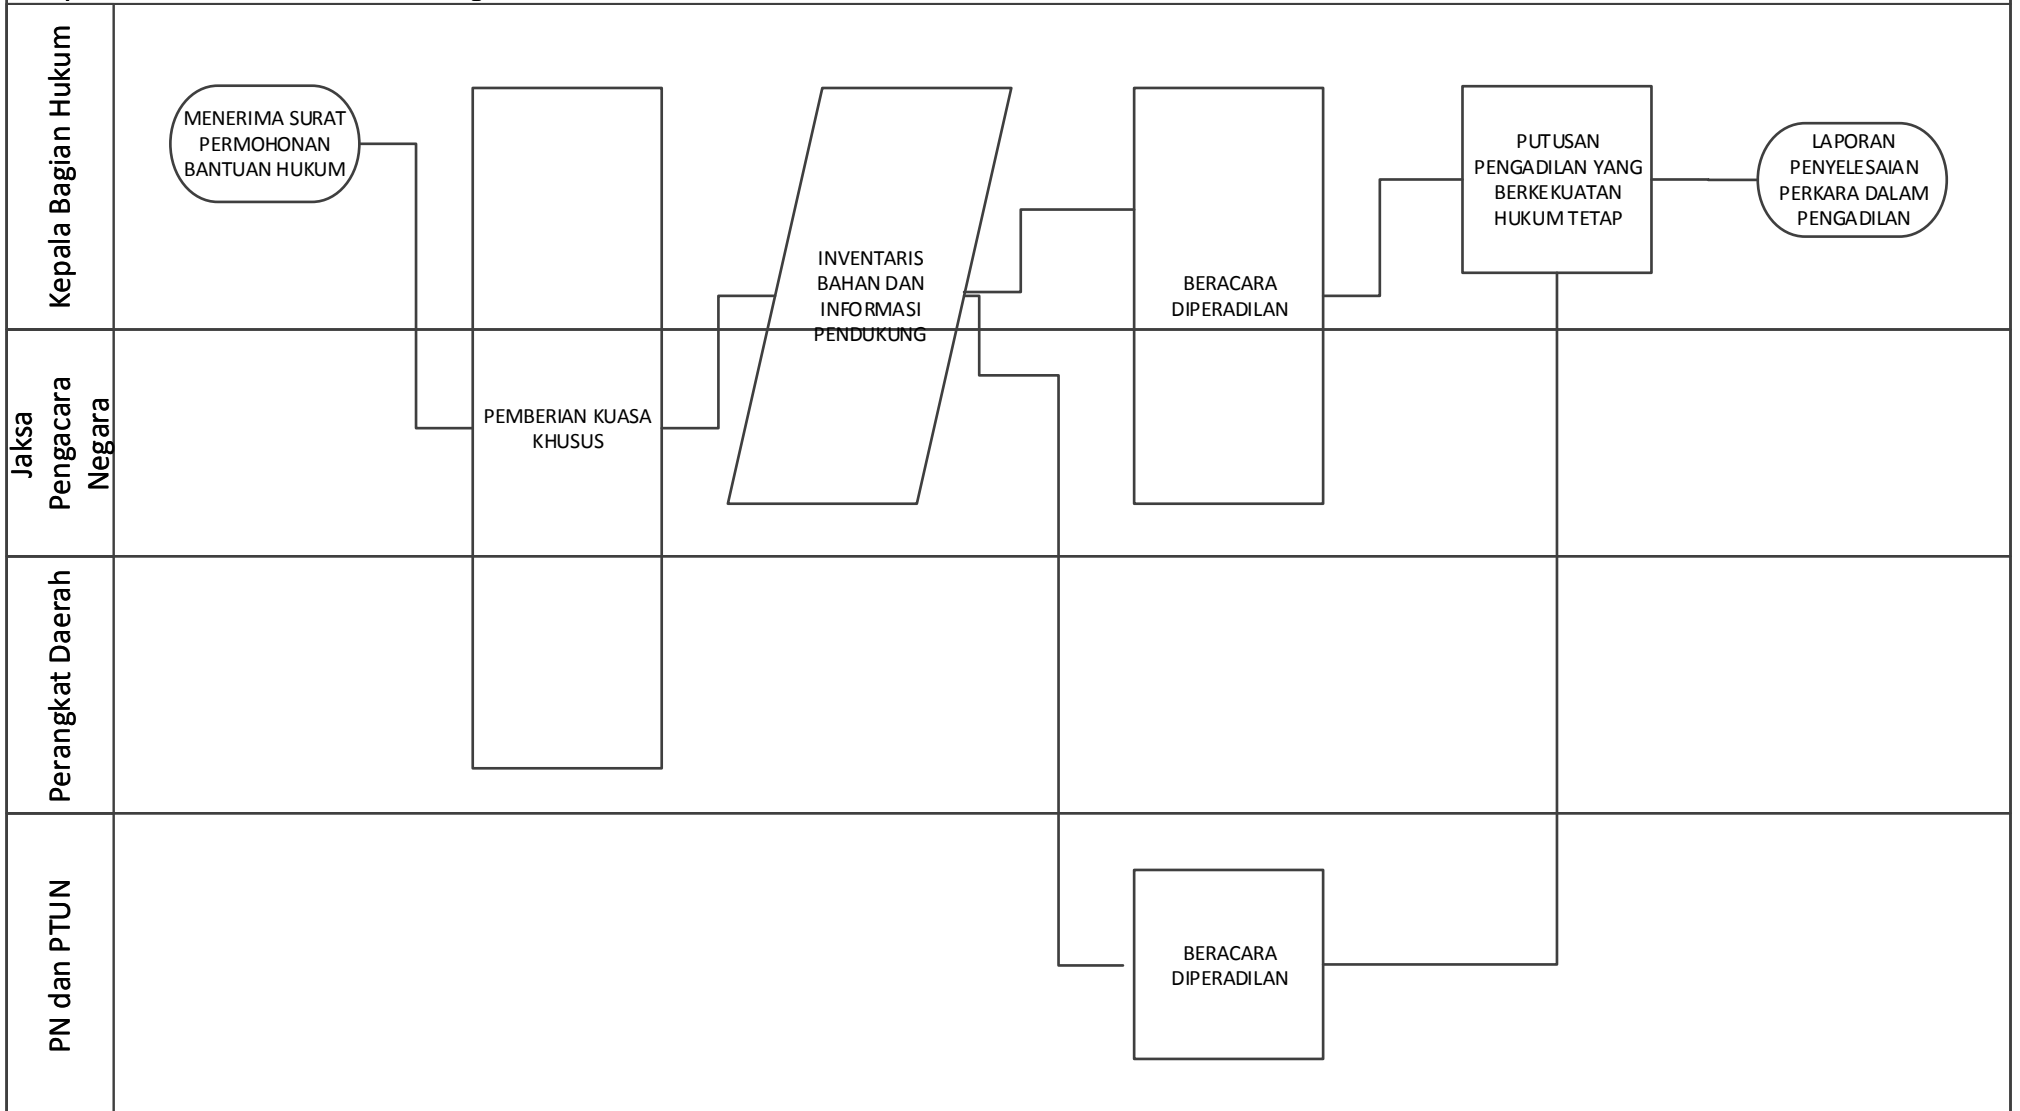 Kepala Bagian Hukum
MENERIMA SURAT
PERMOHONAN
BANTUAN HUKUM
INVENTARIS
BAHAN DAN
INFORMASI
PENDUKUNG
BERACARA
DIPERADILAN
PUTUSAN
PENGADILAN YANG
BERKEKUATAN
HUKUM TETAP
LAPORAN
PENYELESAIAN
PERKARA DALAM
PENGADILAN
Jaksa
Pengacara
Negara
PEMBERIAN KUASA
KHUSUS
Perangkat Daerah
PN dan PTUN
BERACARA
DIPERADILAN